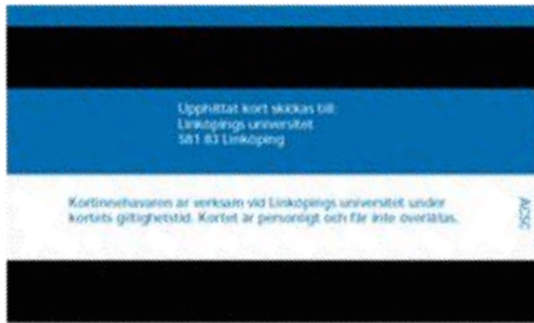 Upphittat kort skickas till:
Linköpings universitet
581 83 Linköping
Kortinnehavaren är verksam vid Linköpings universitet under
kortets giltighetstid. Kortet är personligt och får inte överlåtas.